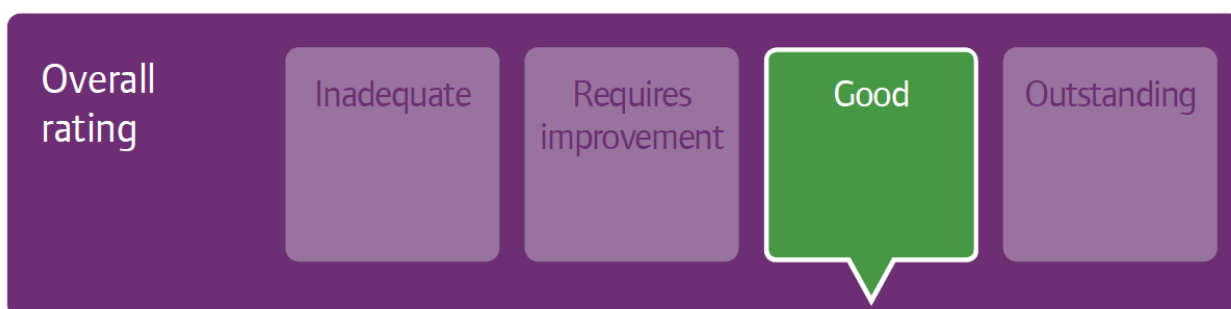 Overall
rating
Inadequate
Requires
improvement
Good
Outstanding